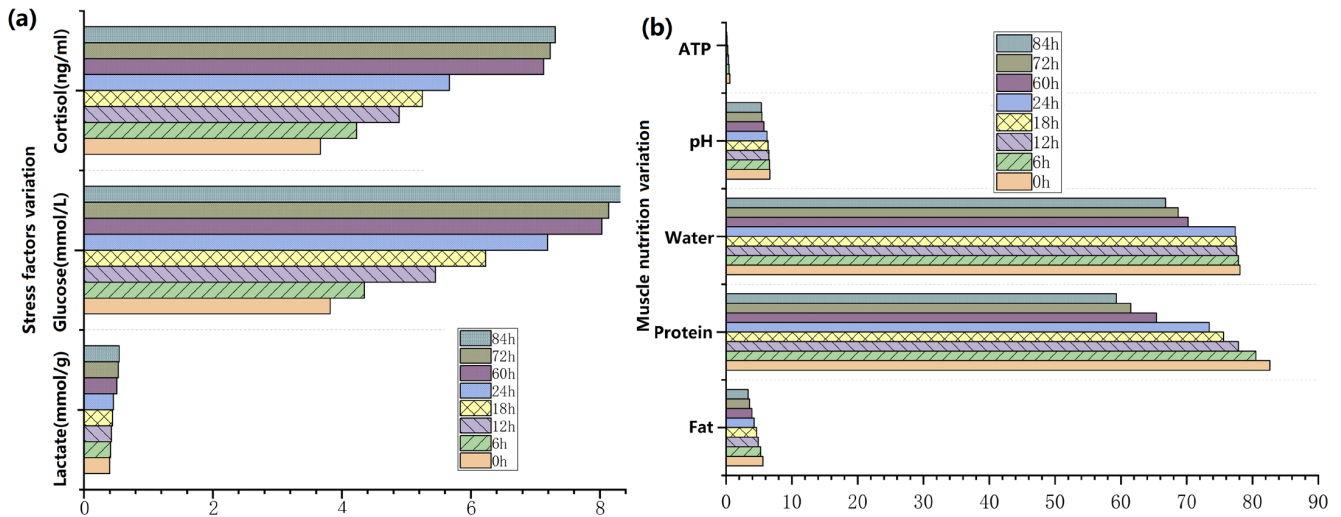 (a)
Stress factors variation
Cortisol(ng/ml)
Glucose(mmol/L)
Lactate(mmol/g)
84h
72h
60h
24h
18h
12h
6h
0h
0 2 4 6 8
(b)
Muscle nutrition variation
ATP
pH
Water
Protein
Fat
84h
72h
60h
24h
18h
12h
6h
0h
0 10 20 30 40 50 60 70 80 90